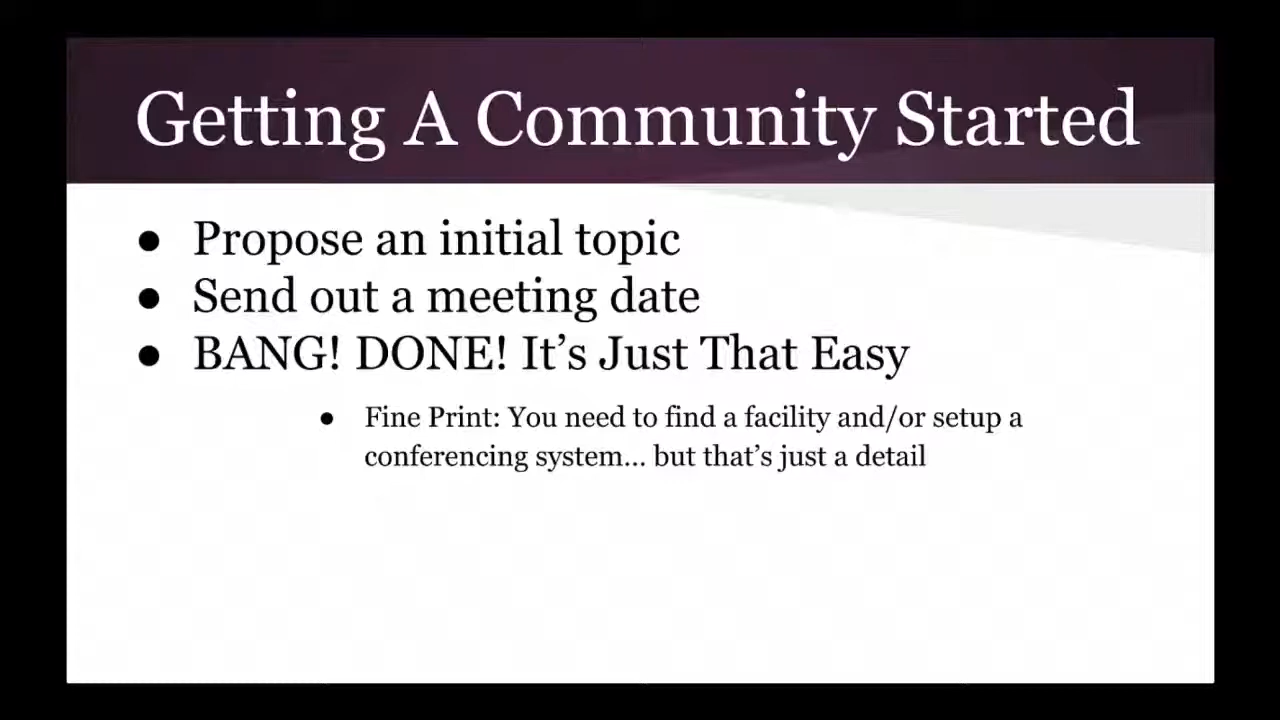 Getting A Community Started
● Propose an initial topic
● Send out a meeting date
● BANG! DONE! It’s Just That Easy
● Fine Print: You need to find a facility and/or setup a
conferencing system... but that’s just a detail